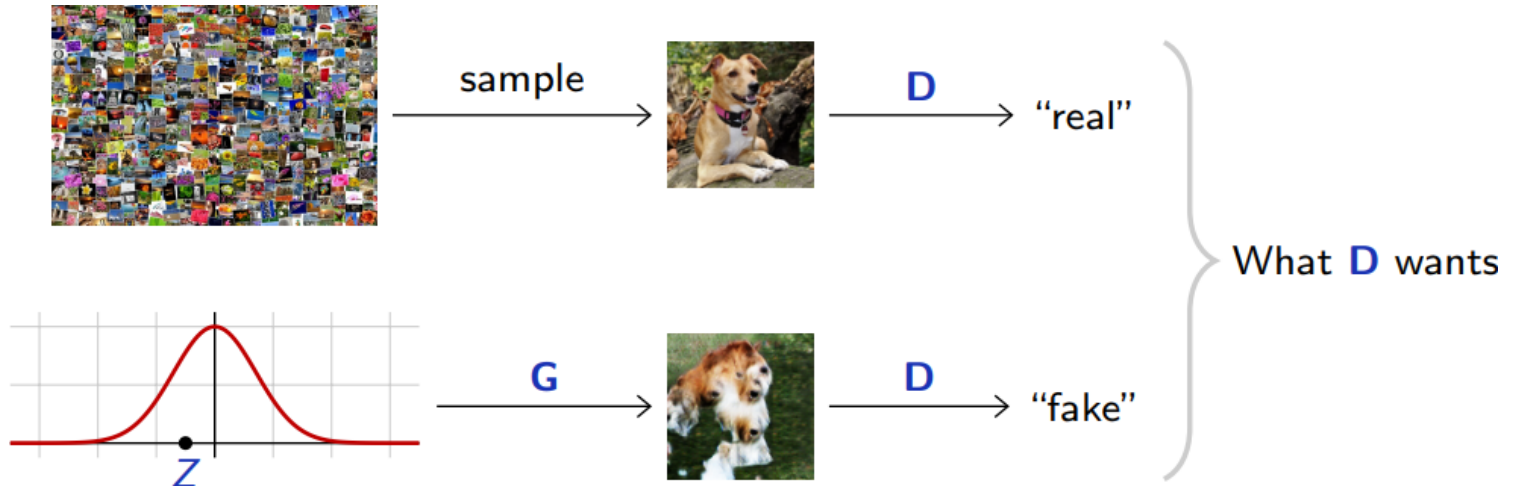 sample
D
“real”
What D wants
G
D
“fake”
Z